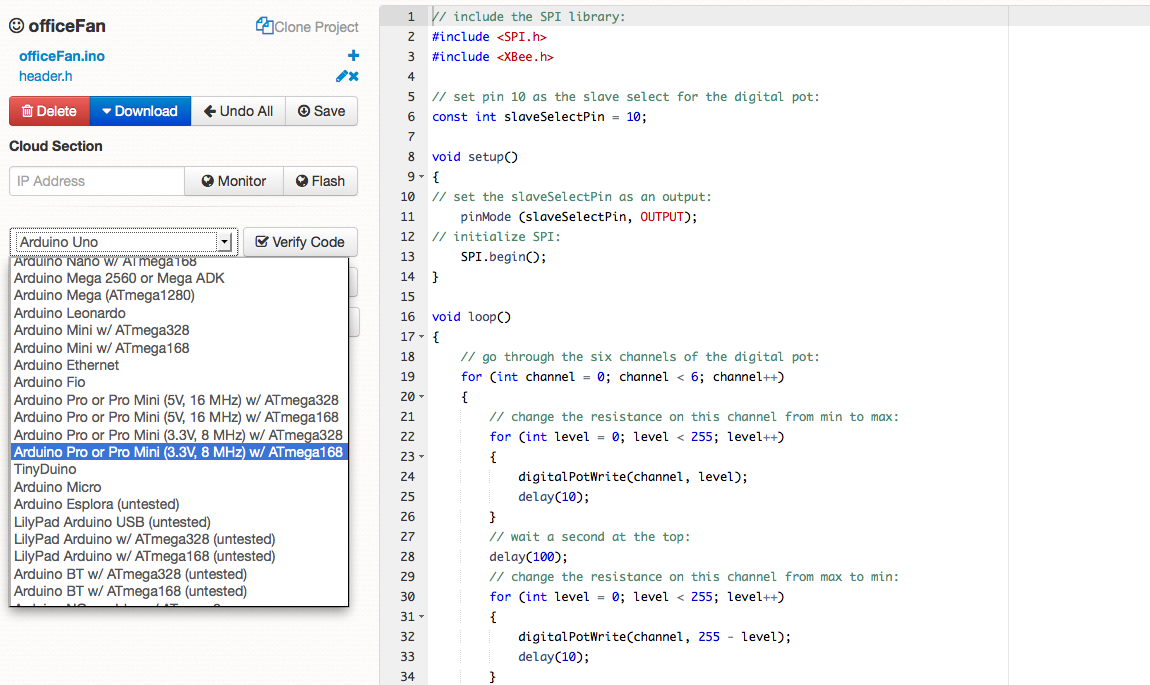 officeFan
Clone Project
officeFan.ino
header.h
Delete
Download
Undo All
Save
Cloud Section
IP Address
Monitor
Flash
Arduino Uno
Verify Code
Arduino Nano w/ ATmega168
Arduino Mega 2560 or Mega ADK
Arduino Mega (ATmega1280)
Arduino Leonardo
Arduino Mini w/ ATmega328
Arduino Mini w/ ATmega168
Arduino Ethernet
Arduino Fio
Arduino Pro or Pro Mini (5V, 16 MHz) w/ ATmega328
Arduino Pro or Pro Mini (5V, 16 MHz) w/ ATmega168
Arduino Pro or Pro Mini (3.3V, 8 MHz) w/ ATmega328
Arduino Pro or Pro Mini (3.3V, 8 MHz) w/ ATmega168
TinyDuino
Arduino Micro
Arduino Esplora (untested)
LilyPad Arduino USB (untested)
LilyPad Arduino w/ ATmega328 (untested)
LilyPad Arduino w/ ATmega168 (untested)
Arduino BT w/ ATmega328 (untested)
Arduino BT w/ ATmega168 (untested)
1 // include the SPI library:
2 #include <SPI.h>
3 #include <XBee.h>
4
5 // set pin 10 as the slave select for the digital pot:
6 const int slaveSelectPin = 10;
7
8 void setup()
9 {
10 // set the slaveSelectPin as an output:
11 pinMode (slaveSelectPin, OUTPUT);
12 // initialize SPI:
13 SPI.begin();
14 }
15
16 void loop()
17 {
18 // go through the six channels of the digital pot:
19 for (int channel = 0; channel < 6; channel++)
20 {
21 // change the resistance on this channel from min to max:
22 for (int level = 0; level < 255; level++)
23 {
24 digitalPotWrite(channel, level);
25 delay(10);
26 }
27 // wait a second at the top:
28 delay(100);
29 // change the resistance on this channel from max to min:
30 for (int level = 0; level < 255; level++)
31 {
32 digitalPotWrite(channel, 255 - level);
33 delay(10);
34 }